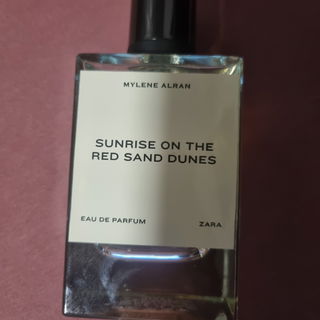 MYLENE ALRAN
SUNRISE ON THE
RED SAND DUNES
EAU DE PARFUM ZARA